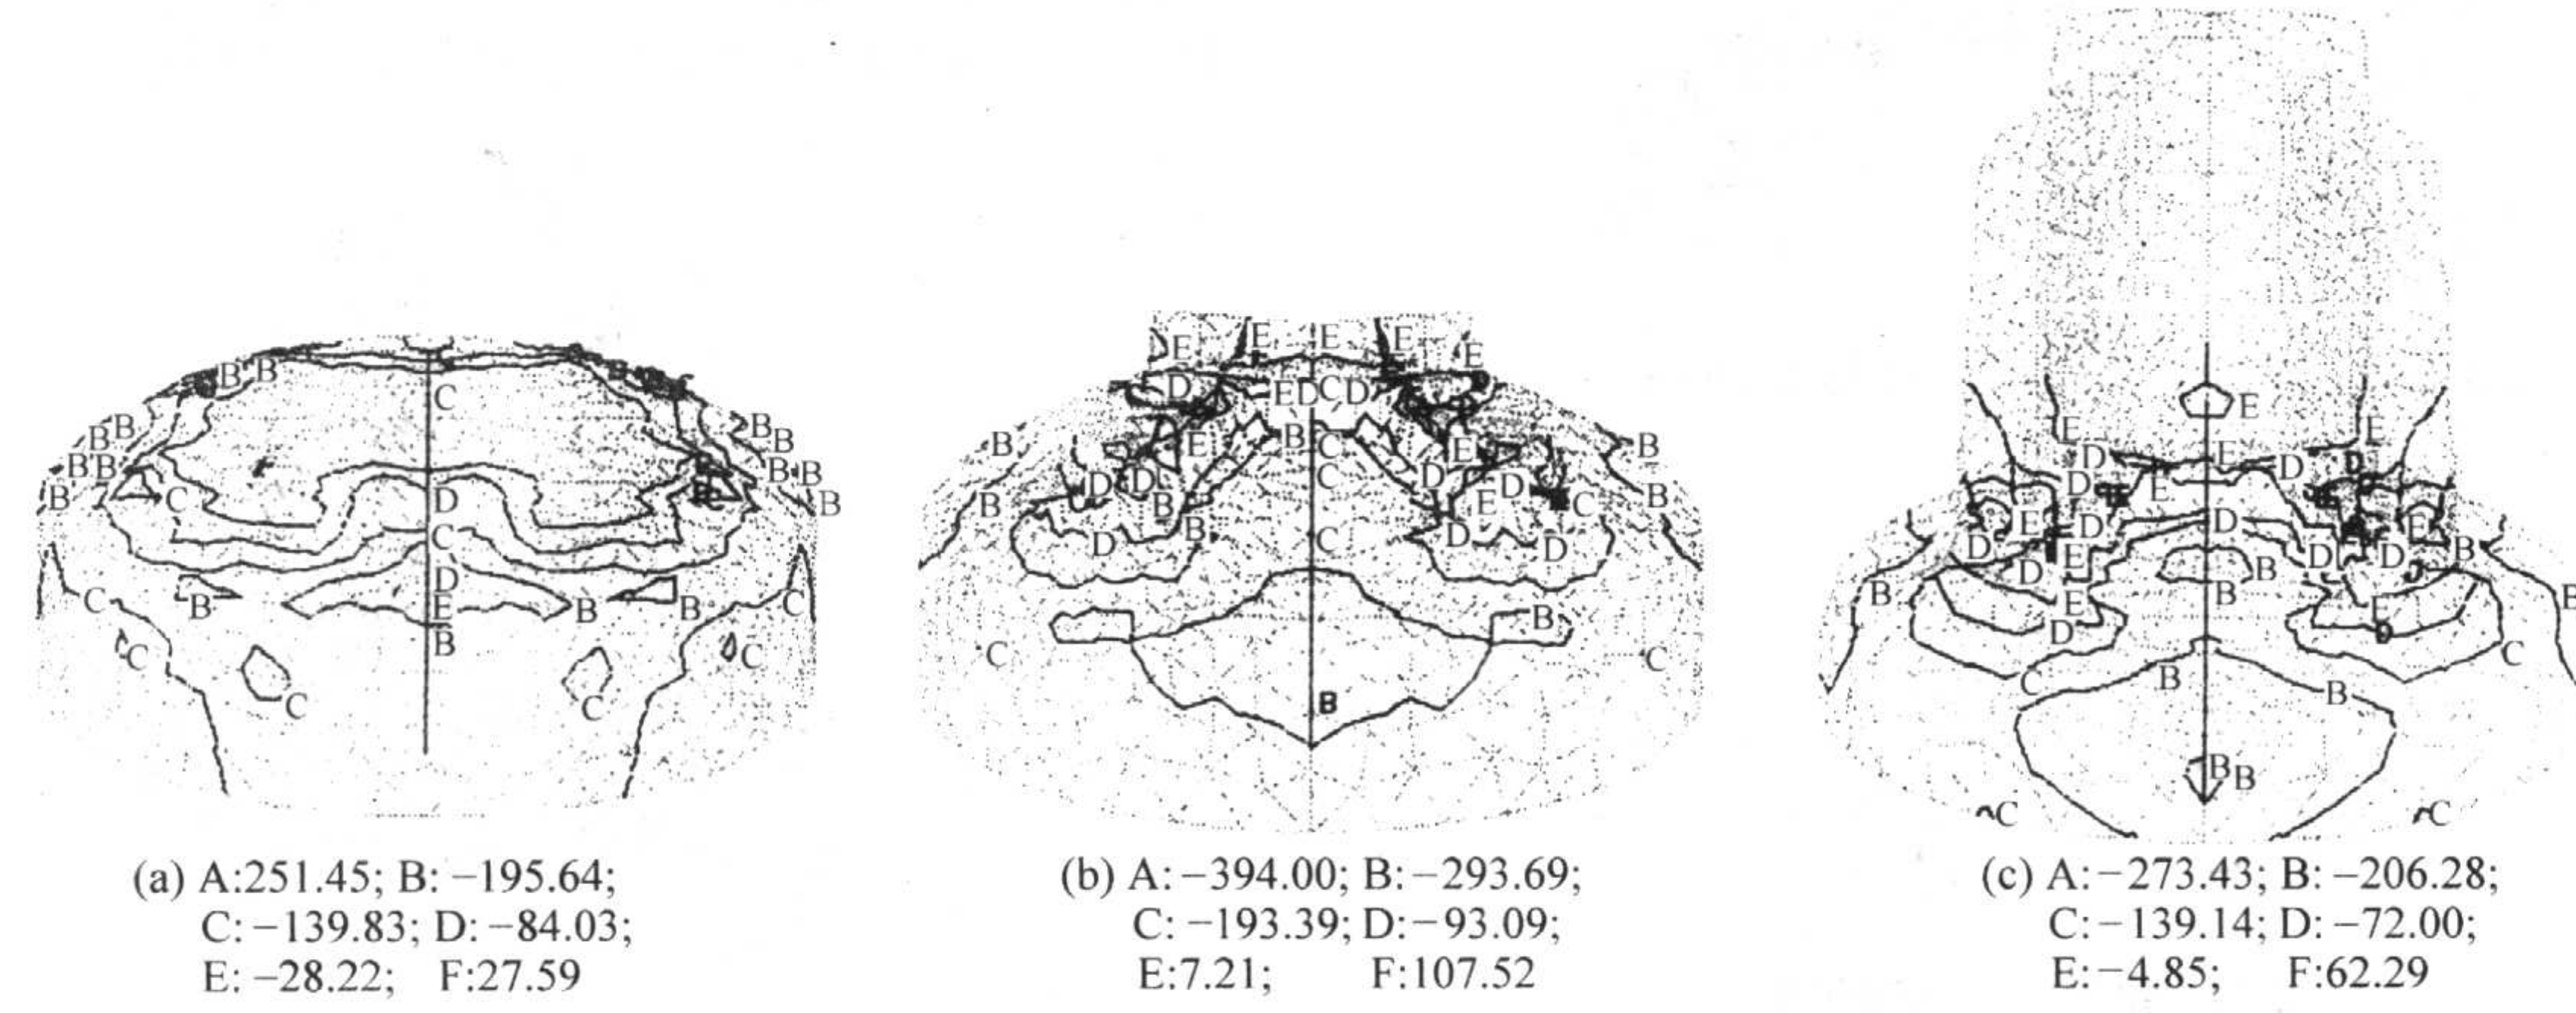 B B C
B B B B
B B B B B B
B C D B B
C
C B D E B B B C
C C B C
C C
E E E E E
D E D C D
B E B C E B
D D B C D D B
B B E C
D D C D D
B
C B C
B
E
E E
D E D D
D E
E D D D E
D E B D D B
D B
B E B E B
D D
C B B C
B B
C C
(a) A:251.45; B: −195.64;
C: −139.83; D: −84.03;
E: −28.22; F:27.59
(b) A: −394.00; B: −293.69;
C: −193.39; D: −93.09;
E:7.21; F:107.52
(c) A: −273.43; B: −206.28;
C: −139.14; D: −72.00;
E: −4.85; F:62.29